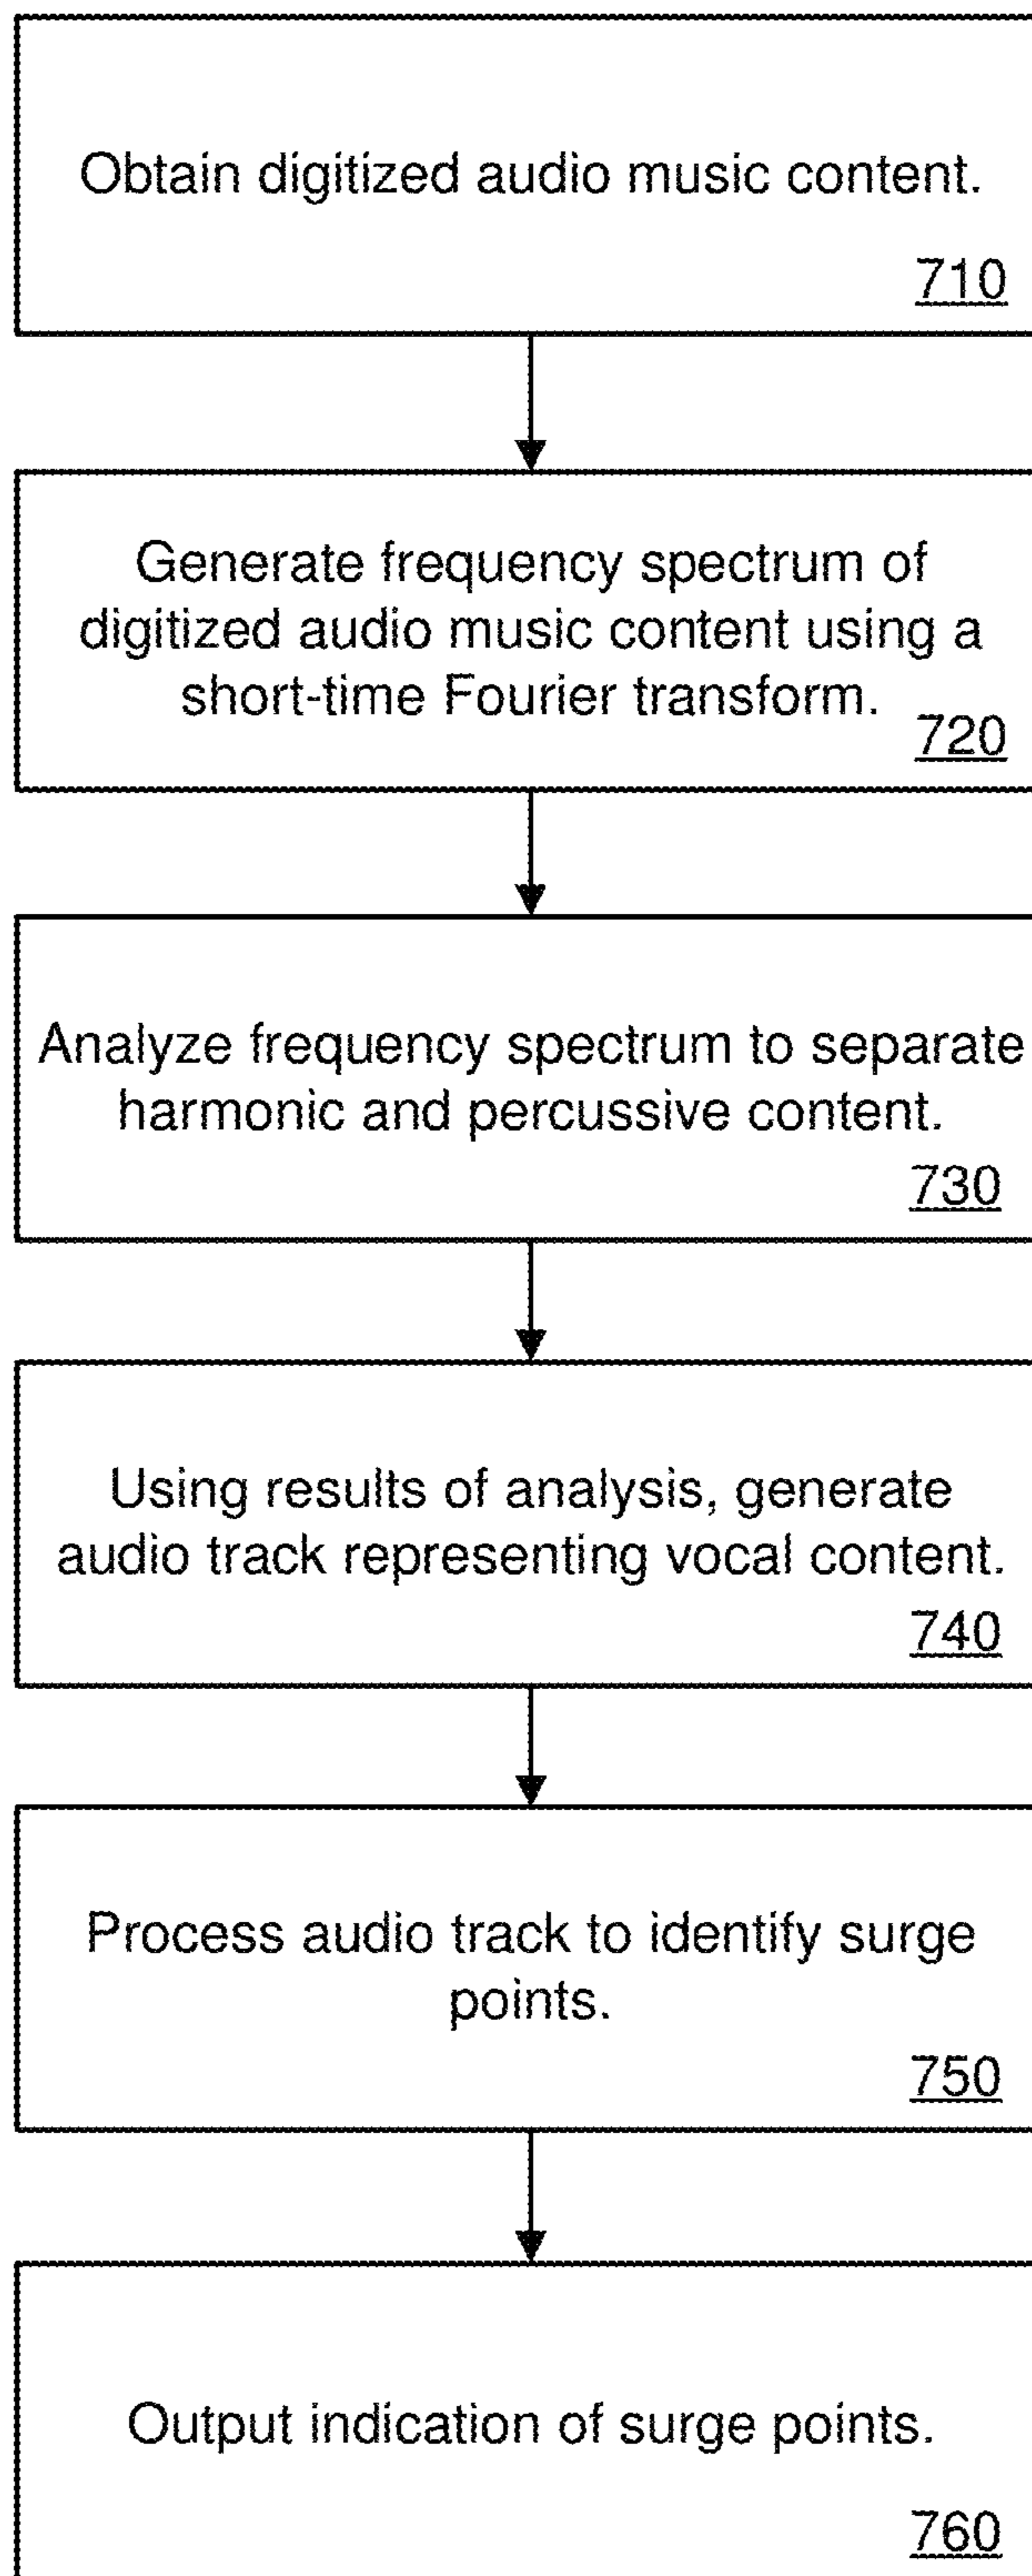 Obtain digitized audio music content.
710
Generate frequency spectrum of
digitized audio music content using a
short-time Fourier transform.
720
Analyze frequency spectrum to separate
harmonic and percussive content.
730
Using results of analysis, generate
audio track representing vocal content.
740
Process audio track to identify surge
points.
750
Output indication of surge points.
760